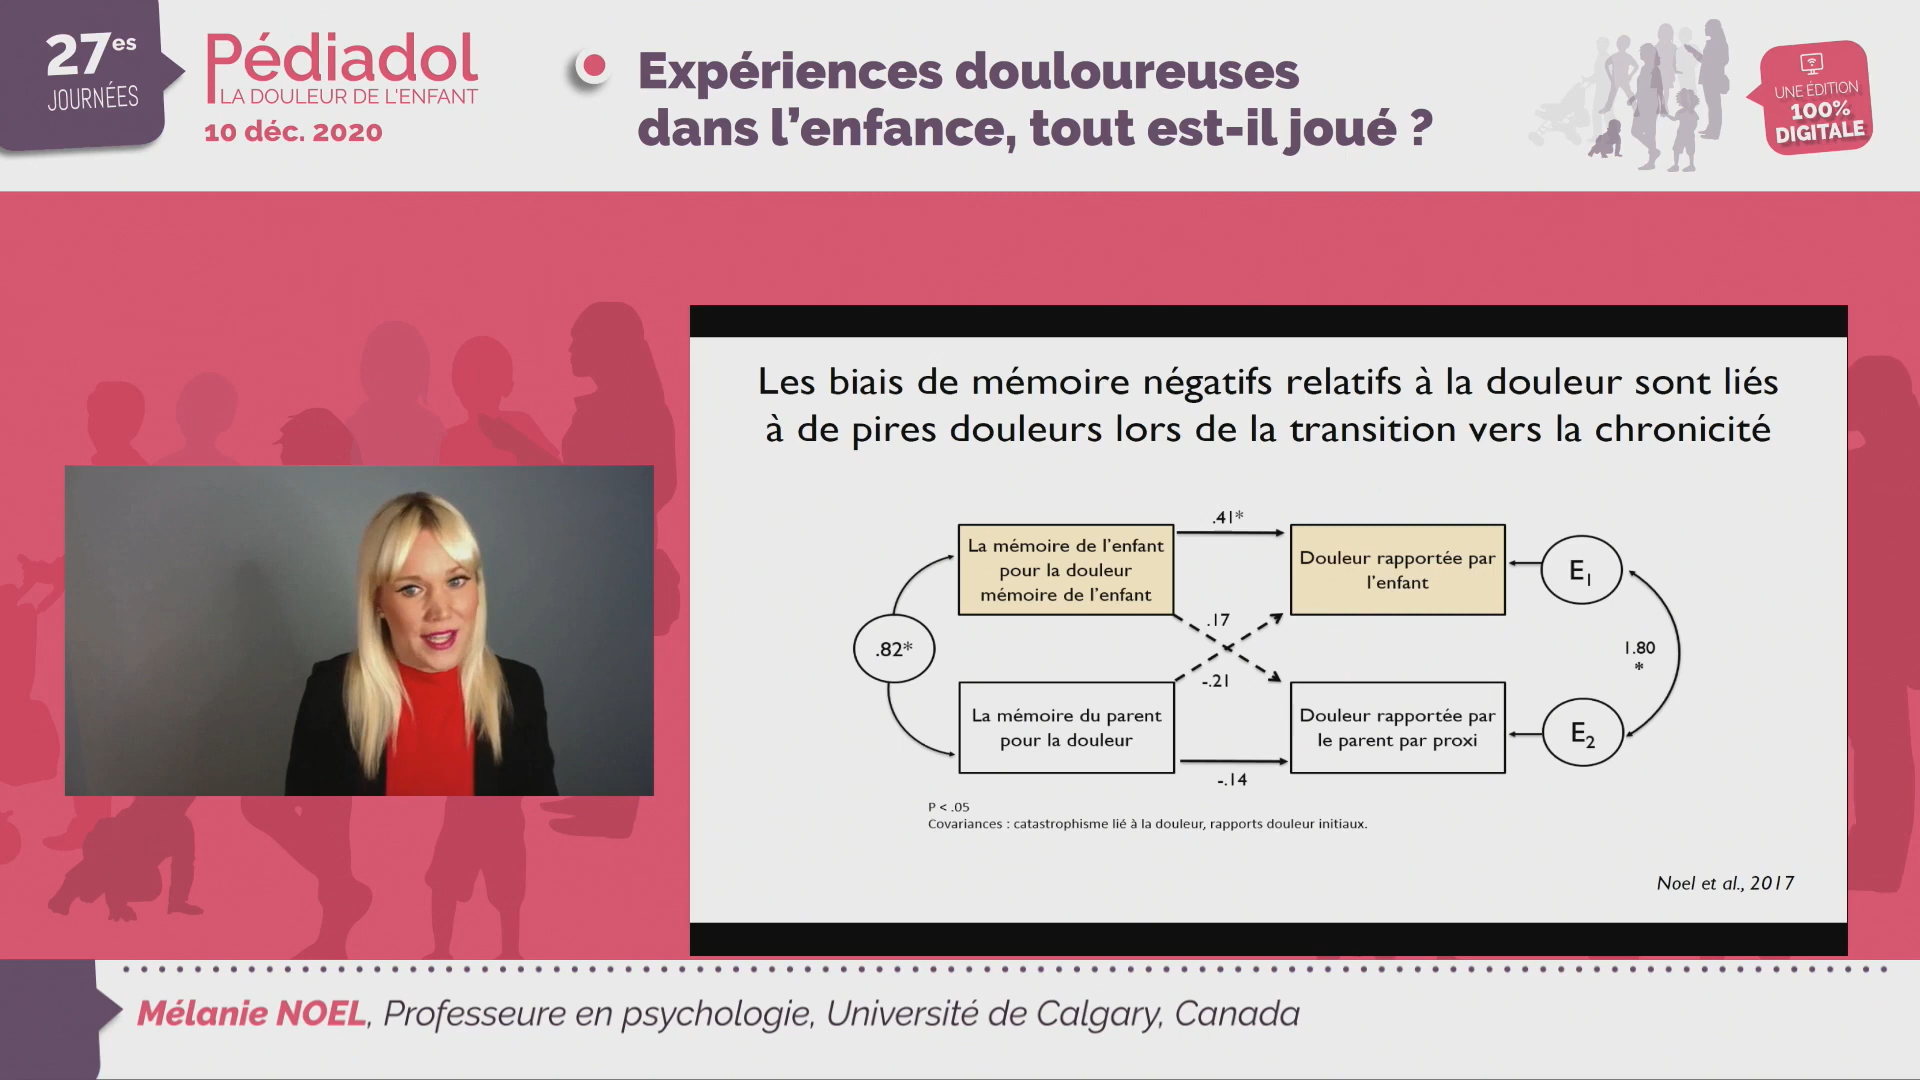 27es
JOURNÉES
Pédiadol
LA DOULEUR DE L'ENFANT
10 déc. 2020
Expériences douloureuses
dans l'enfance, tout est-il joué ?
UNE ÉDITION
100%
DIGITALE
Les biais de mémoire négatifs relatifs à la douleur sont liés
à de pires douleurs lors de la transition vers la chronicité
.41*
La mémoire de l'enfant
pour la douleur
mémoire de l'enfant
Douleur rapportée par
l'enfant
E1
.82*
.17
-.21
1.80
*
La mémoire du parent
pour la douleur
Douleur rapportée par
le parent par proxi
E2
-.14
P < .05
Covariances : catastrophisme lié à la douleur, rapports douleur initiaux.
Noel et al., 2017
Mélanie NOEL, Professeure en psychologie, Université de Calgary, Canada